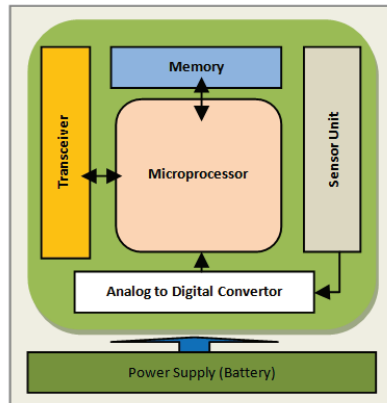 Memory
Transceiver
Microprocessor
Sensor Unit
Analog to Digital Convertor
Power Supply (Battery)